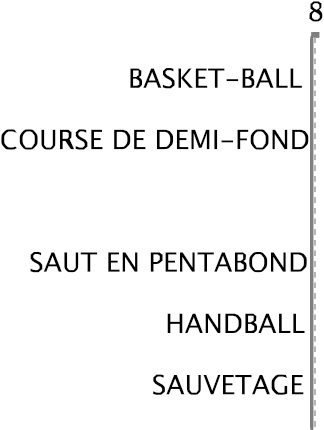 8
BASKET-BALL
COURSE DE DEMI-FOND
SAUT EN PENTABOND
HANDBALL
SAUVETAGE